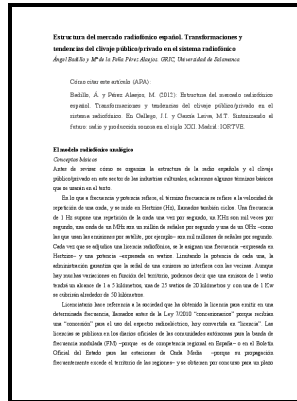 Estructura del mercado radiofónico español. Transformaciones y
tendencias del clivaje público/privado en el sistema radiofónico
Ángel Badillo y Mª de la Peña Pérez Alaejos. GRIC, Universidad de Salamanca
Cómo citar este artículo (APA):
Badillo, Á. y Pérez Alaejos, M. (2012): Estructura del mercado radiofónico
español. Transformaciones y tendencias del clivaje público/privado en el
sistema radiofónico. En Gallego, J.I. y García Leiva, M.T. Sintonizando el
futuro: radio y producción sonora en el siglo XXI. Madrid: IORTVE.
El modelo radiofónico analógico
Conceptos básicos
Antes de revisar cómo se organiza la estructura de la radio española y el clivaje
público/privado en este sector de las industrias culturales, aclaremos algunos términos básicos
que se usarán en el texto.
En lo que a frecuencia y potencia se refiere, el término frecuencia se refiere a la velocidad de
repetición de una onda, y se mide en Hertzios (Hz), llamados también ciclos. Una frecuencia
de 1 Hz supone una repetición de la onda una vez por segundo, un KHz son mil veces por
segundo, una onda de un MHz son un millón de señales por segundo y una de un GHz –como
las que usan las emisiones por satélite, por ejemplo– son mil millones de señales por segundo.
Cada vez que se adjudica una licencia radiofónica, se le asignan una frecuencia –expresada en
Hertzios– y una potencia –expresada en watios. Limitando la potencia de cada una, la
administración garantiza que la señal de una emisora no interfiera con las vecinas. Aunque
hay muchas variaciones en función del territorio, podemos decir que una emisora de 1 watio
tendrá un alcance de 1 a 5 kilómetros, una de 25 watios de 20 kilómetros y con una de 1 Kw
se cubrirán alrededor de 50 kilómetros.
Licenciatario hace referencia a la sociedad que ha obtenido la licencia para emitir en una
determinada frecuencia, llamados antes de la Ley 7/2010 “concesionarios” porque recibían
una “concesión” para el uso del espectro radioeléctrico, hoy convertida en “licencia”. Las
licencias se publican en los diarios oficiales de las comunidades autónomas para la banda de
frecuencia modulada (FM) –porque es de competencia regional en España– o en el Boletín
Oficial del Estado para las estaciones de Onda Media –porque su propagación
frecuentemente excede el territorio de las regiones– y se obtienen por concurso para un plazo